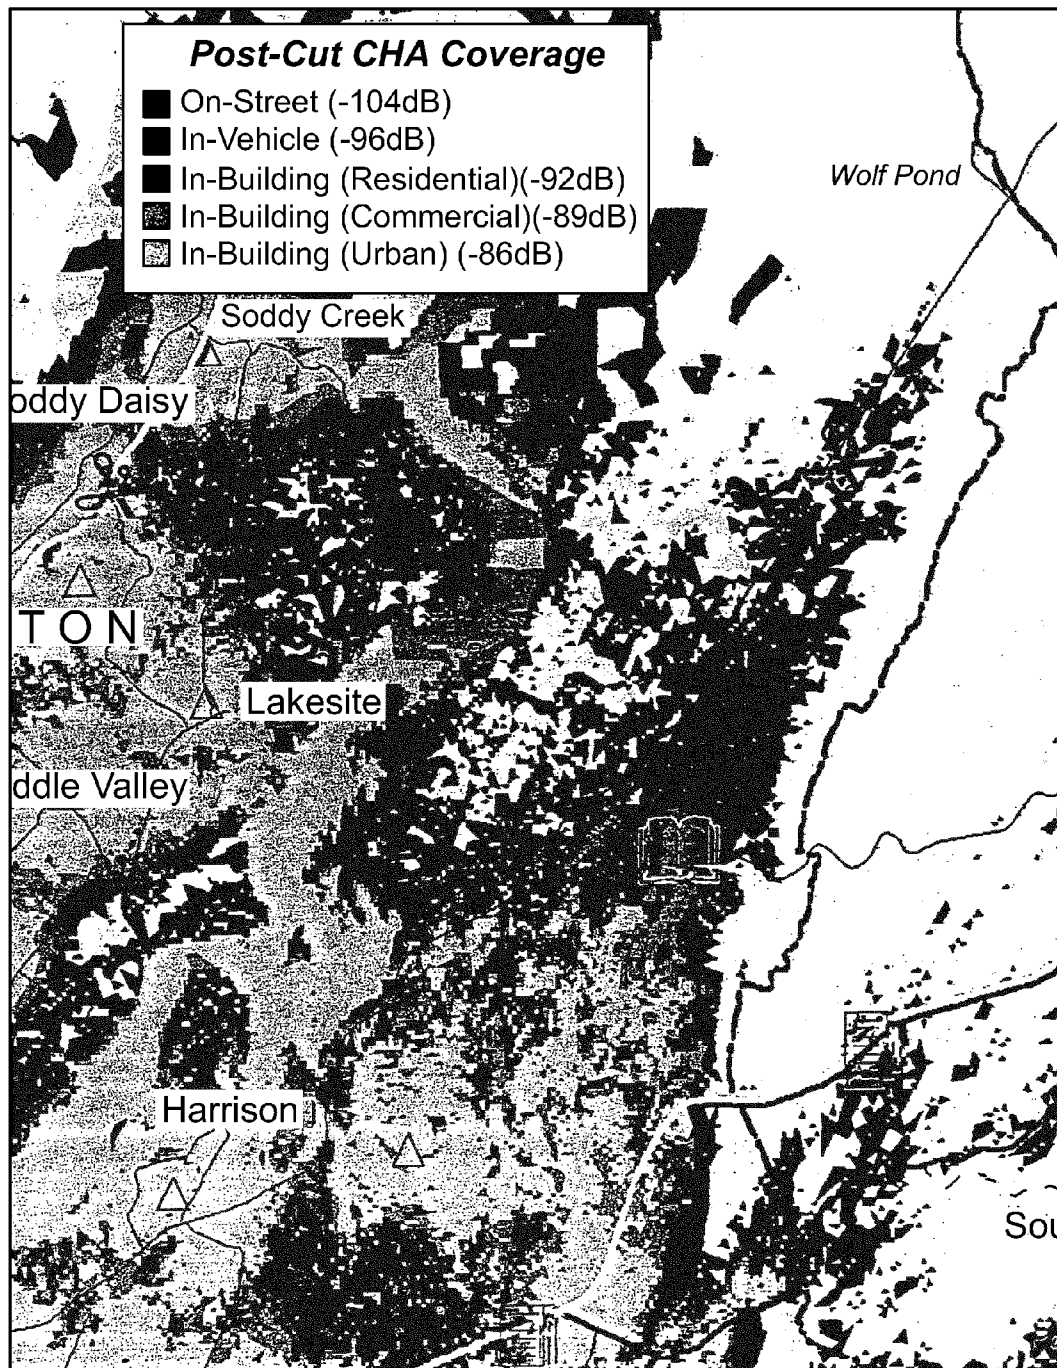 Post-Cut CHA Coverage
On-Street (-104dB)
In-Vehicle (-96dB)
In-Building (Residential)(-92dB)
In-Building (Commercial)(-89dB)
In-Building (Urban) (-86dB)
Wolf Pond
Soddy Creek
oddy Daisy
T O N
Lakesite
ddle Valley
Harrison
Sou